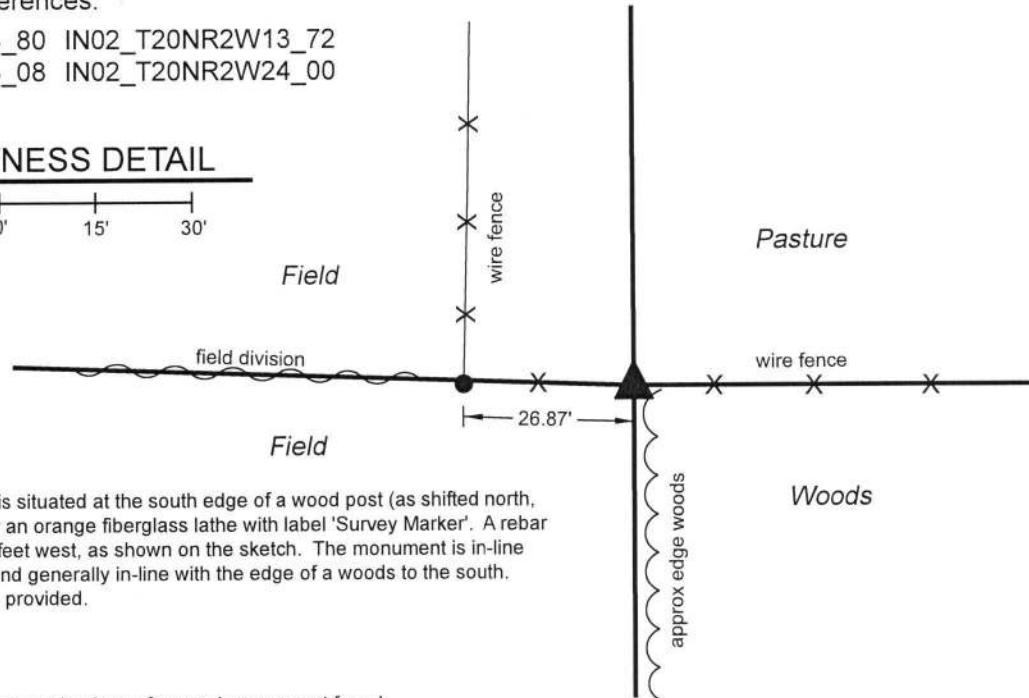 erences:
_80 IN02_T20NR2W13_72
_08 IN02_T20NR2W24_00
NESS DETAIL
0' 15' 30'
Field
wire fence
Pasture
field division
wire fence
26.87'
Field
Woods
approx edge woods
is situated at the south edge of a wood post (as shifted north,
an orange fiberglass lathe with label 'Survey Marker'. A rebar
feet west, as shown on the sketch. The monument is in-line
nd generally in-line with the edge of a woods to the south.
provided.